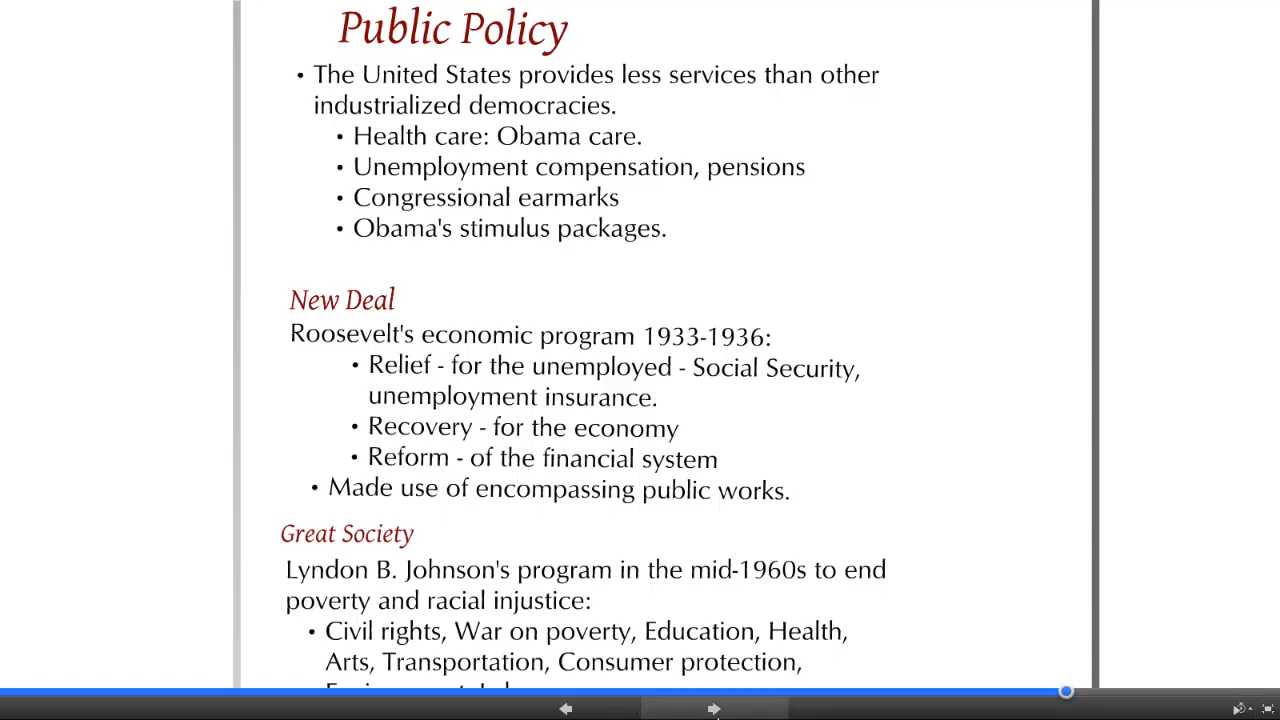 Public Policy
• The United States provides less services than other
industrialized democracies.
• Health care: Obama care.
• Unemployment compensation, pensions
• Congressional earmarks
• Obama's stimulus packages.
New Deal
Roosevelt's economic program 1933-1936:
• Relief - for the unemployed - Social Security,
unemployment insurance.
• Recovery - for the economy
• Reform - of the financial system
• Made use of encompassing public works.
Great Society
Lyndon B. Johnson's program in the mid-1960s to end
poverty and racial injustice:
• Civil rights, War on poverty, Education, Health,
Arts, Transportation, Consumer protection,